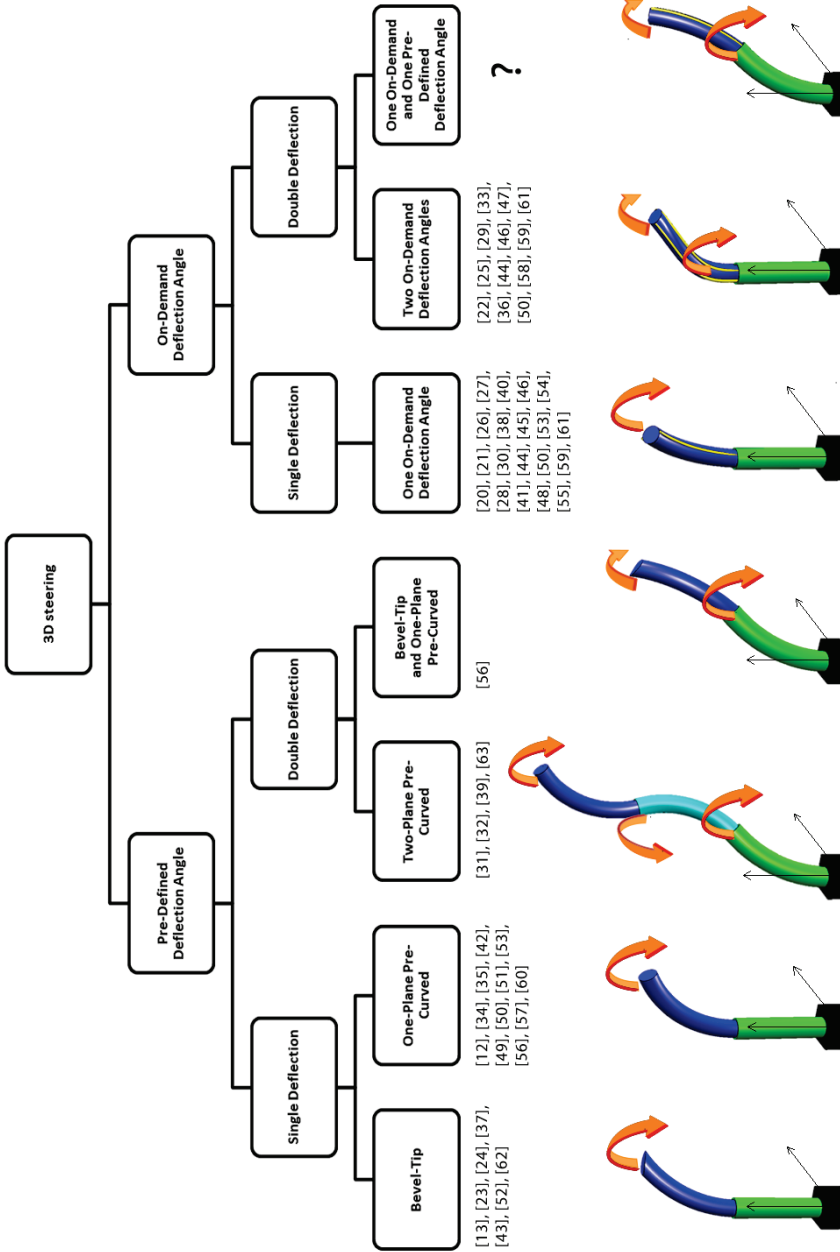 3D steering
Pre-Defined
Deflection Angle
On-Demand
Deflection Angle
Single Deflection
Double Deflection
Single Deflection
Double Deflection
Bevel-Tip
One-Plane Pre-
Curved
Two-Plane Pre-
Curved
Bevel-Tip
and One-Plane
Pre-Curved
One On-Demand
Deflection Angle
Two On-Demand
Deflection Angles
One On-Demand
and One Pre-
Defined
Deflection Angle
[13], [23], [24], [37],
[43], [52], [62]
[12], [34], [35], [42],
[49], [50], [51], [53],
[56], [57], [60]
[31], [32], [39], [63]
[56]
[20], [21], [26], [27],
[28], [30], [38], [40],
[41], [44], [45], [46],
[48], [50], [53], [54],
[55], [59], [61]
[22], [25], [29], [33],
[36], [44], [46], [47],
[50], [58], [59], [61]
?